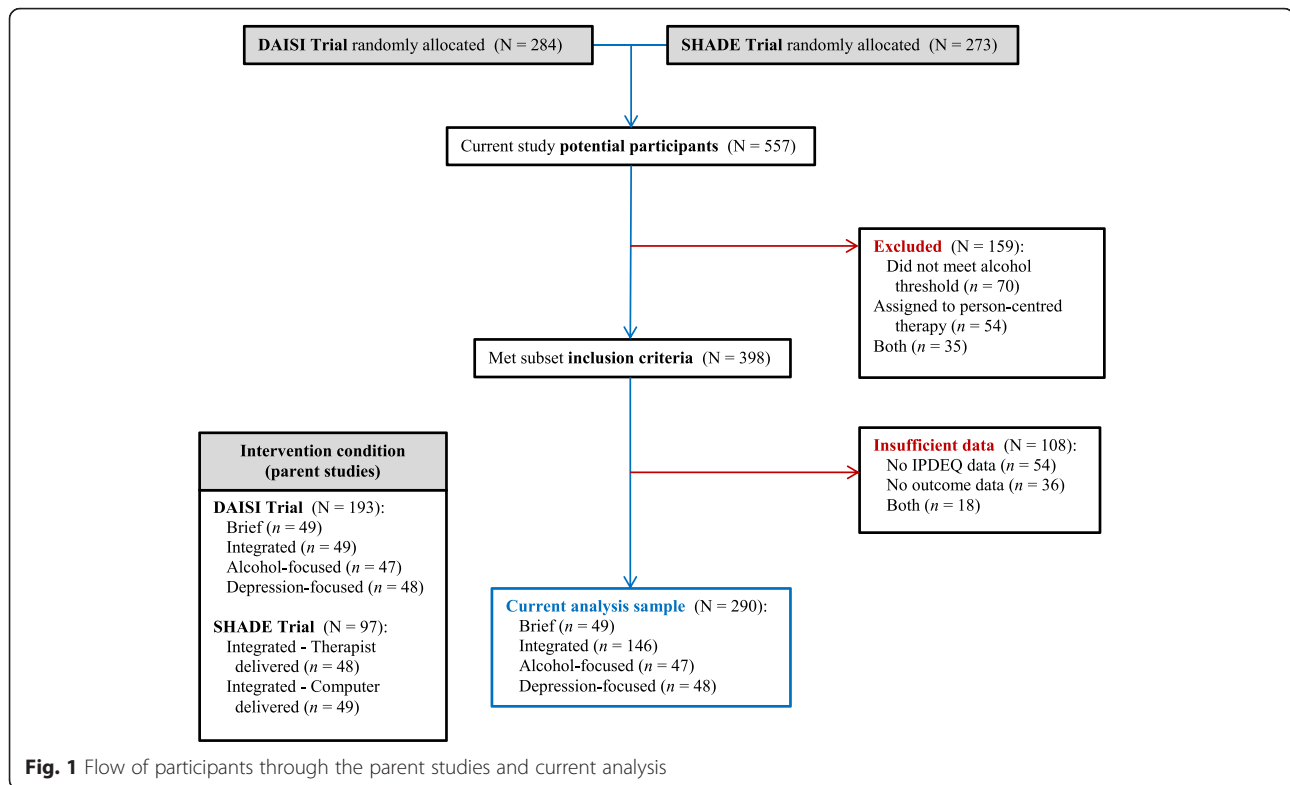 DAISI Trial randomly allocated (N = 284)
SHADE Trial randomly allocated (N = 273)
Current study potential participants (N = 557)
Excluded (N = 159):
Did not meet alcohol
threshold (n = 70)
Assigned to person-centred
therapy (n = 54)
Both (n = 35)
Met subset inclusion criteria (N = 398)
Insufficient data (N = 108):
No IPDEQ data (n = 54)
No outcome data (n = 36)
Both (n = 18)
Intervention condition
(parent studies)
DAISI Trial (N = 193):
Brief (n = 49)
Integrated (n = 49)
Alcohol-focused (n = 47)
Depression-focused (n = 48)
SHADE Trial (N = 97):
Integrated - Therapist
delivered (n = 48)
Integrated - Computer
delivered (n = 49)
Current analysis sample (N = 290):
Brief (n = 49)
Integrated (n = 146)
Alcohol-focused (n = 47)
Depression-focused (n = 48)
Fig. 1 Flow of participants through the parent studies and current analysis